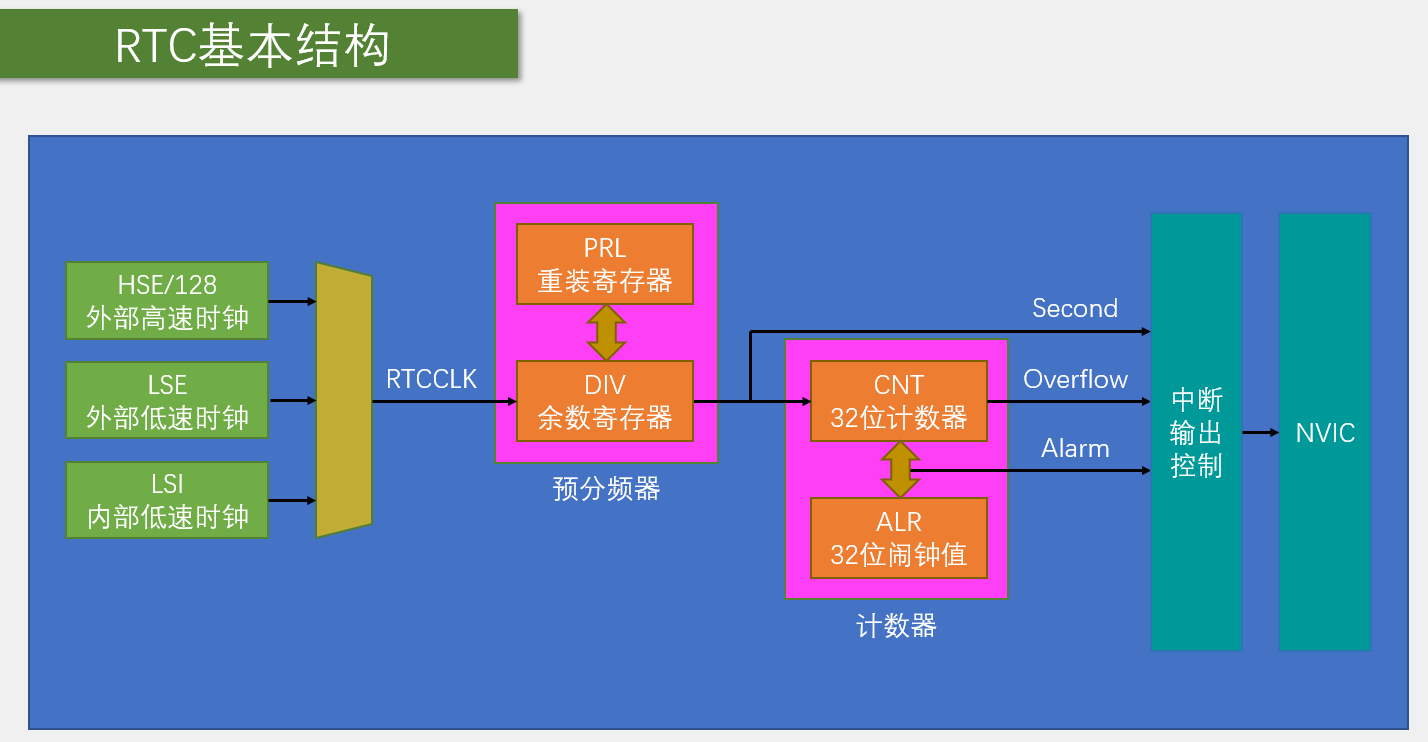 RTC基本结构
HSE/128
外部高速时钟
LSE
外部低速时钟
LSI
内部低速时钟
RTCCLK
PRL
重装寄存器
DIV
余数寄存器
预分频器
CNT
32位计数器
ALR
32位闹钟值
计数器
Second
Overflow
Alarm
中断
输出
控制
NVIC